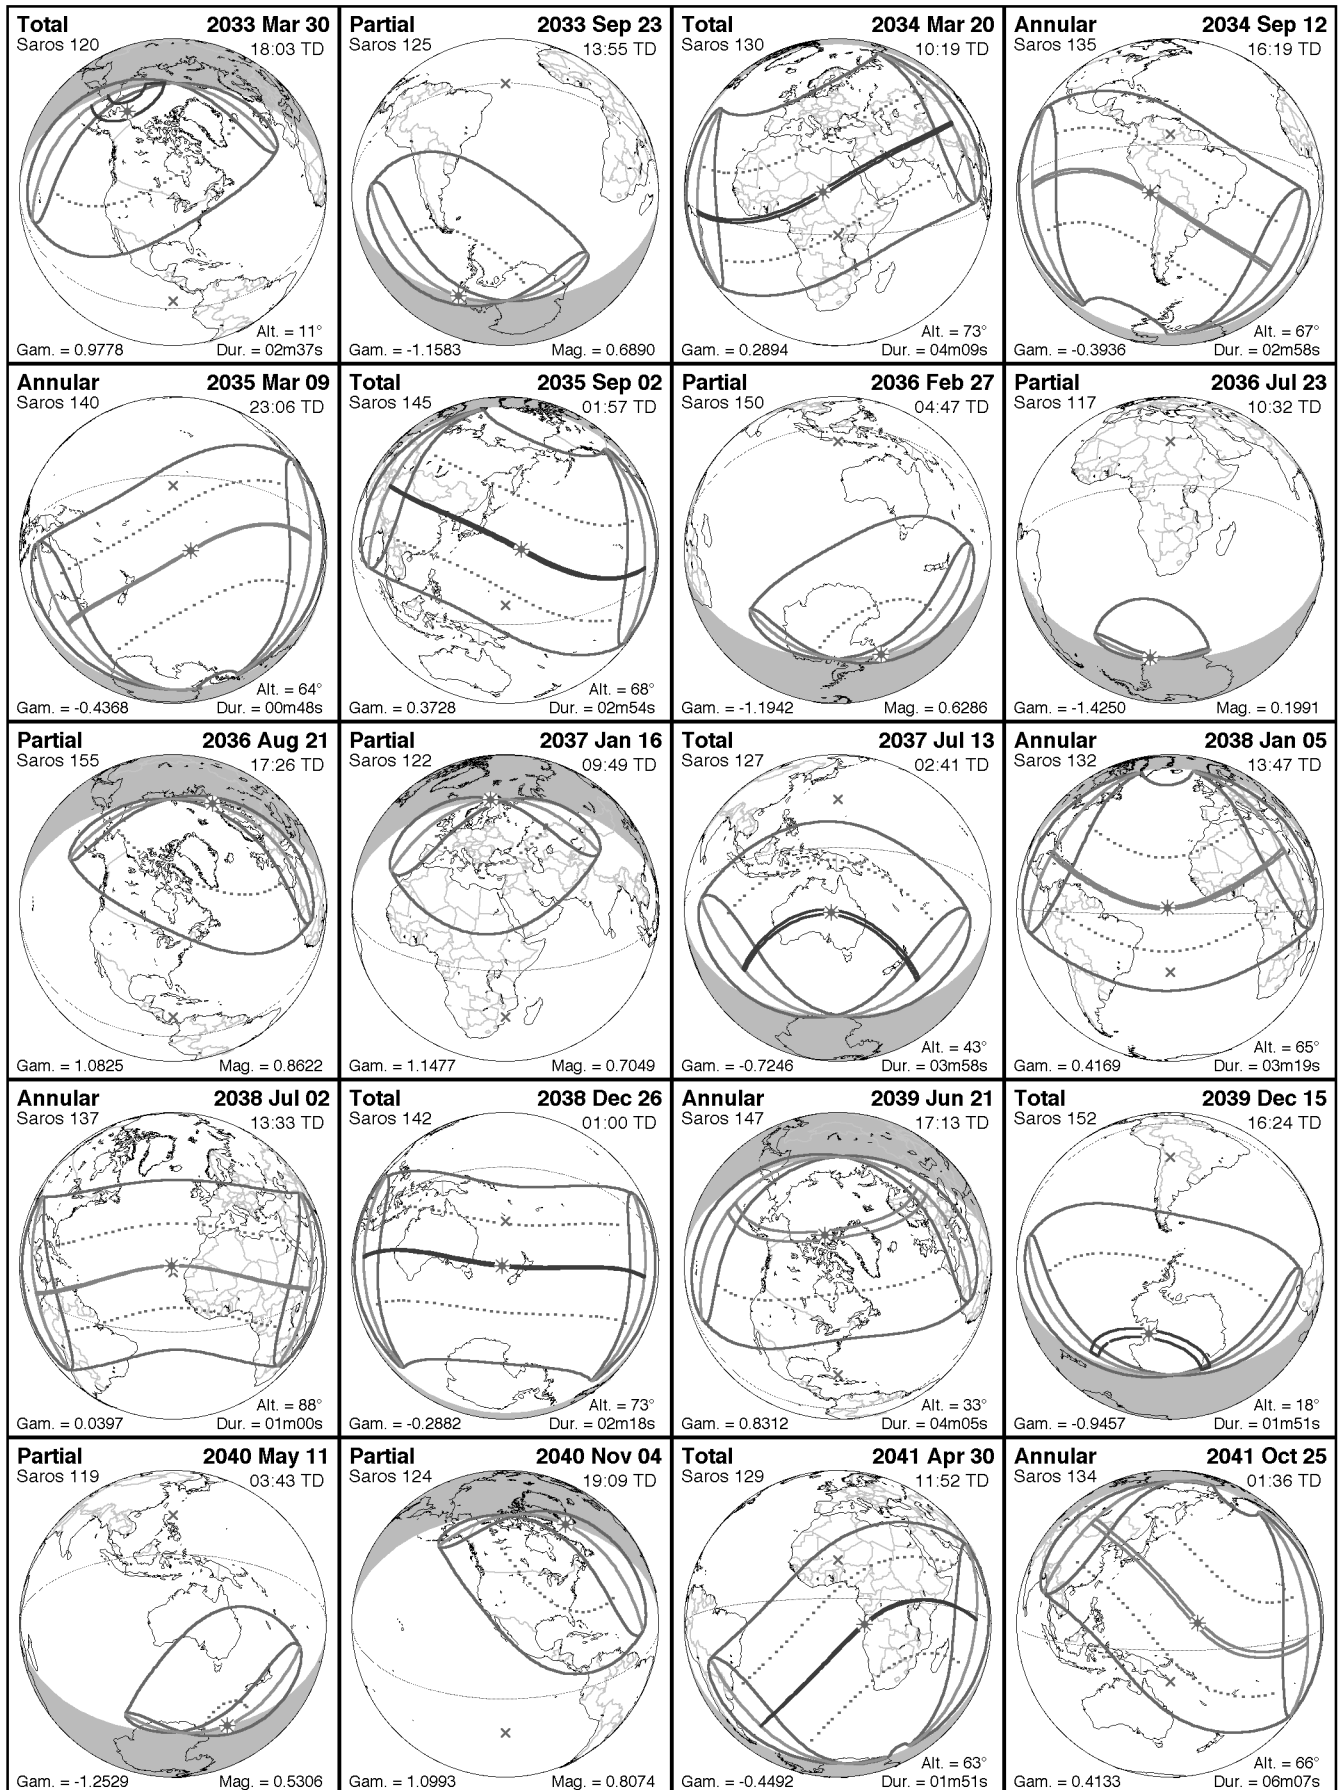 Total 2033 Mar 30
Saros 120 18:03 TD
Alt. = 11°
Gam. = 0.9778 Dur. = 02m37s
Partial 2033 Sep 23
Saros 125 13:55 TD
Gam. = -1.1583 Mag. = 0.6890
Total 2034 Mar 20
Saros 130 10:19 TD
Alt. = 73°
Gam. = 0.2894 Dur. = 04m09s
Annular 2034 Sep 12
Saros 135 16:19 TD
Alt. = 67°
Gam. = -0.3936 Dur. = 02m58s
Annular 2035 Mar 09
Saros 140 23:06 TD
Alt. = 64°
Gam. = -0.4368 Dur. = 00m48s
Total 2035 Sep 02
Saros 145 01:57 TD
Alt. = 68°
Gam. = 0.3728 Dur. = 02m54s
Partial 2036 Feb 27
Saros 150 04:47 TD
Gam. = -1.1942 Mag. = 0.6286
Partial 2036 Jul 23
Saros 117 10:32 TD
Gam. = -1.4250 Mag. = 0.1991
Partial 2036 Aug 21
Saros 155 17:26 TD
Gam. = 1.0825 Mag. = 0.8622
Partial 2037 Jan 16
Saros 122 09:49 TD
Gam. = 1.1477 Mag. = 0.7049
Total 2037 Jul 13
Saros 127 02:41 TD
Alt. = 43°
Gam. = -0.7246 Dur. = 03m58s
Annular 2038 Jan 05
Saros 132 13:47 TD
Alt. = 65°
Gam. = 0.4169 Dur. = 03m19s
Annular 2038 Jul 02
Saros 137 13:33 TD
Alt. = 88°
Gam. = 0.0397 Dur. = 01m00s
Total 2038 Dec 26
Saros 142 01:00 TD
Alt. = 73°
Gam. = -0.2882 Dur. = 02m18s
Annular 2039 Jun 21
Saros 147 17:13 TD
Alt. = 33°
Gam. = 0.8312 Dur. = 04m05s
Total 2039 Dec 15
Saros 152 16:24 TD
Alt. = 18°
Gam. = -0.9457 Dur. = 01m51s
Partial 2040 May 11
Saros 119 03:43 TD
Gam. = -1.2529 Mag. = 0.5306
Partial 2040 Nov 04
Saros 124 19:09 TD
Gam. = 1.0993 Mag. = 0.8074
Total 2041 Apr 30
Saros 129 11:52 TD
Alt. = 63°
Gam. = -0.4492 Dur. = 01m51s
Annular 2041 Oct 25
Saros 134 01:36 TD
Alt. = 66°
Gam. = 0.4133 Dur. = 06m07s